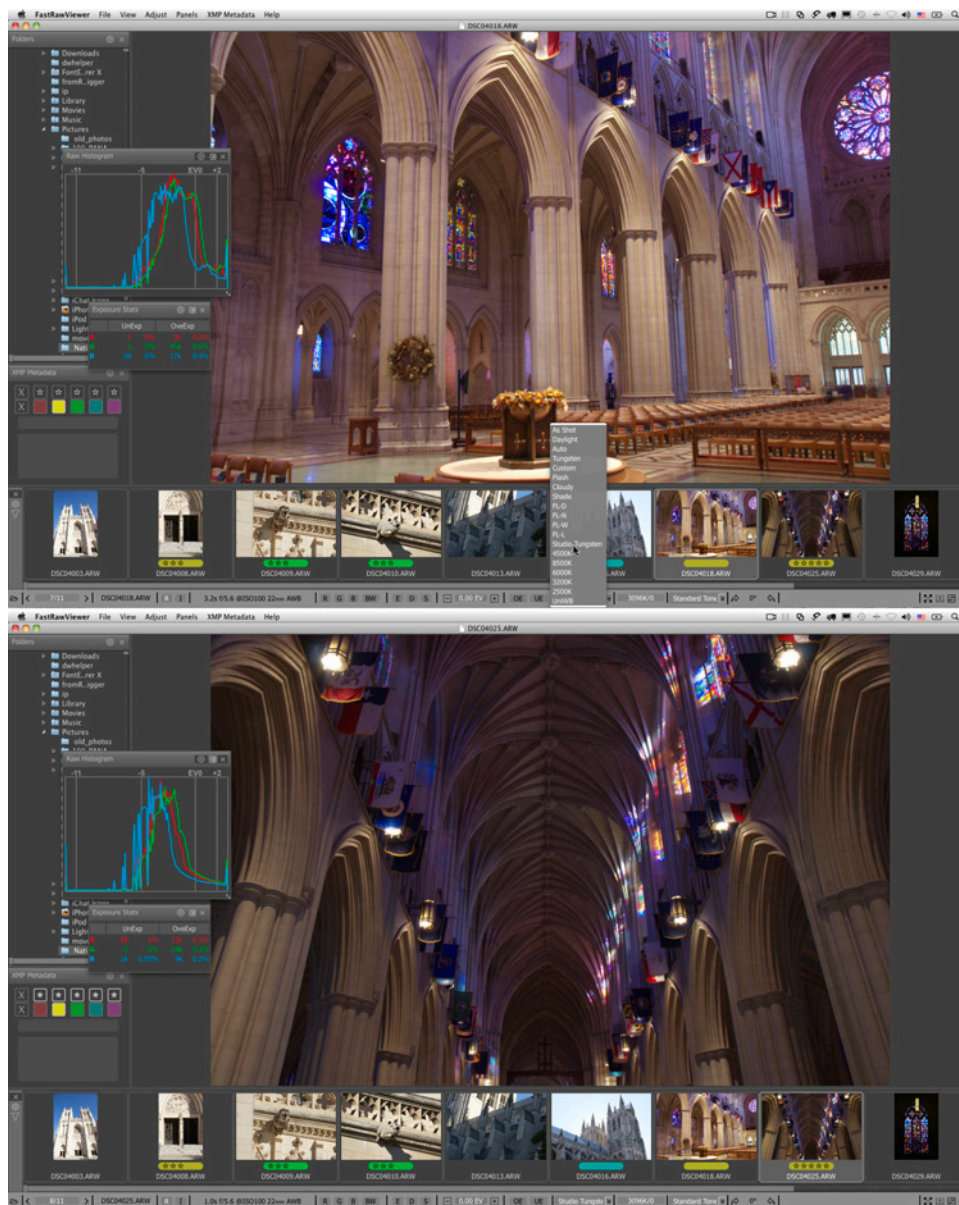 FastRawViewer File View Adjust Panels XMP Metadata Help
DSC04018.ARW
Folders
Downloads
dwhelper
FontE..rer X
fromR..igger
ip
Library
Movies
Music
Pictures
old_photos
Raw Histogram
-11 -5 EV0 +2
iChat Icons
iPod
Exposure Stats
UnExp OveExp
XMP Metadata
X
X
As Shot
Daylight
Auto
Tungsten
Custom
Flash
Cloudy
Shade
FL-D
FL-N
FL-W
FL-L
Studio Tungsten
4500K
8500K
6000K
3200K
2500K
UniWB
DSC04003.ARW DSC04008.ARW DSC04009.ARW DSC04010.ARW DSC04013.ARW DSC04018.ARW DSC04025.ARW DSC04029.ARW
7/11 DSC04018.ARW R I 3.2s f/5.6 @ISO100 22mm AWB R G B BW E D S 0.00 EV OE UE 3096K/0 Standard Tone 0°
FastRawViewer File View Adjust Panels XMP Metadata Help
DSC04025.ARW
Folders
Downloads
dwhelper
FontE..rer X
fromR..igger
ip
Library
Movies
Music
Pictures
old_photos
Raw Histogram
-11 -5 EV0 +2
iPod
Exposure Stats
UnExp OveExp
XMP Metadata
X
X
DSC04003.ARW DSC04008.ARW DSC04009.ARW DSC04010.ARW DSC04013.ARW DSC04016.ARW DSC04018.ARW DSC04025.ARW DSC04029.ARW
8/11 DSC04025.ARW R I 1.0s f/5.6 @ISO100 22mm AWB R G B BW E D S 0.00 EV OE UE Studio Tungste 3096K/0 Standard Tone 0°